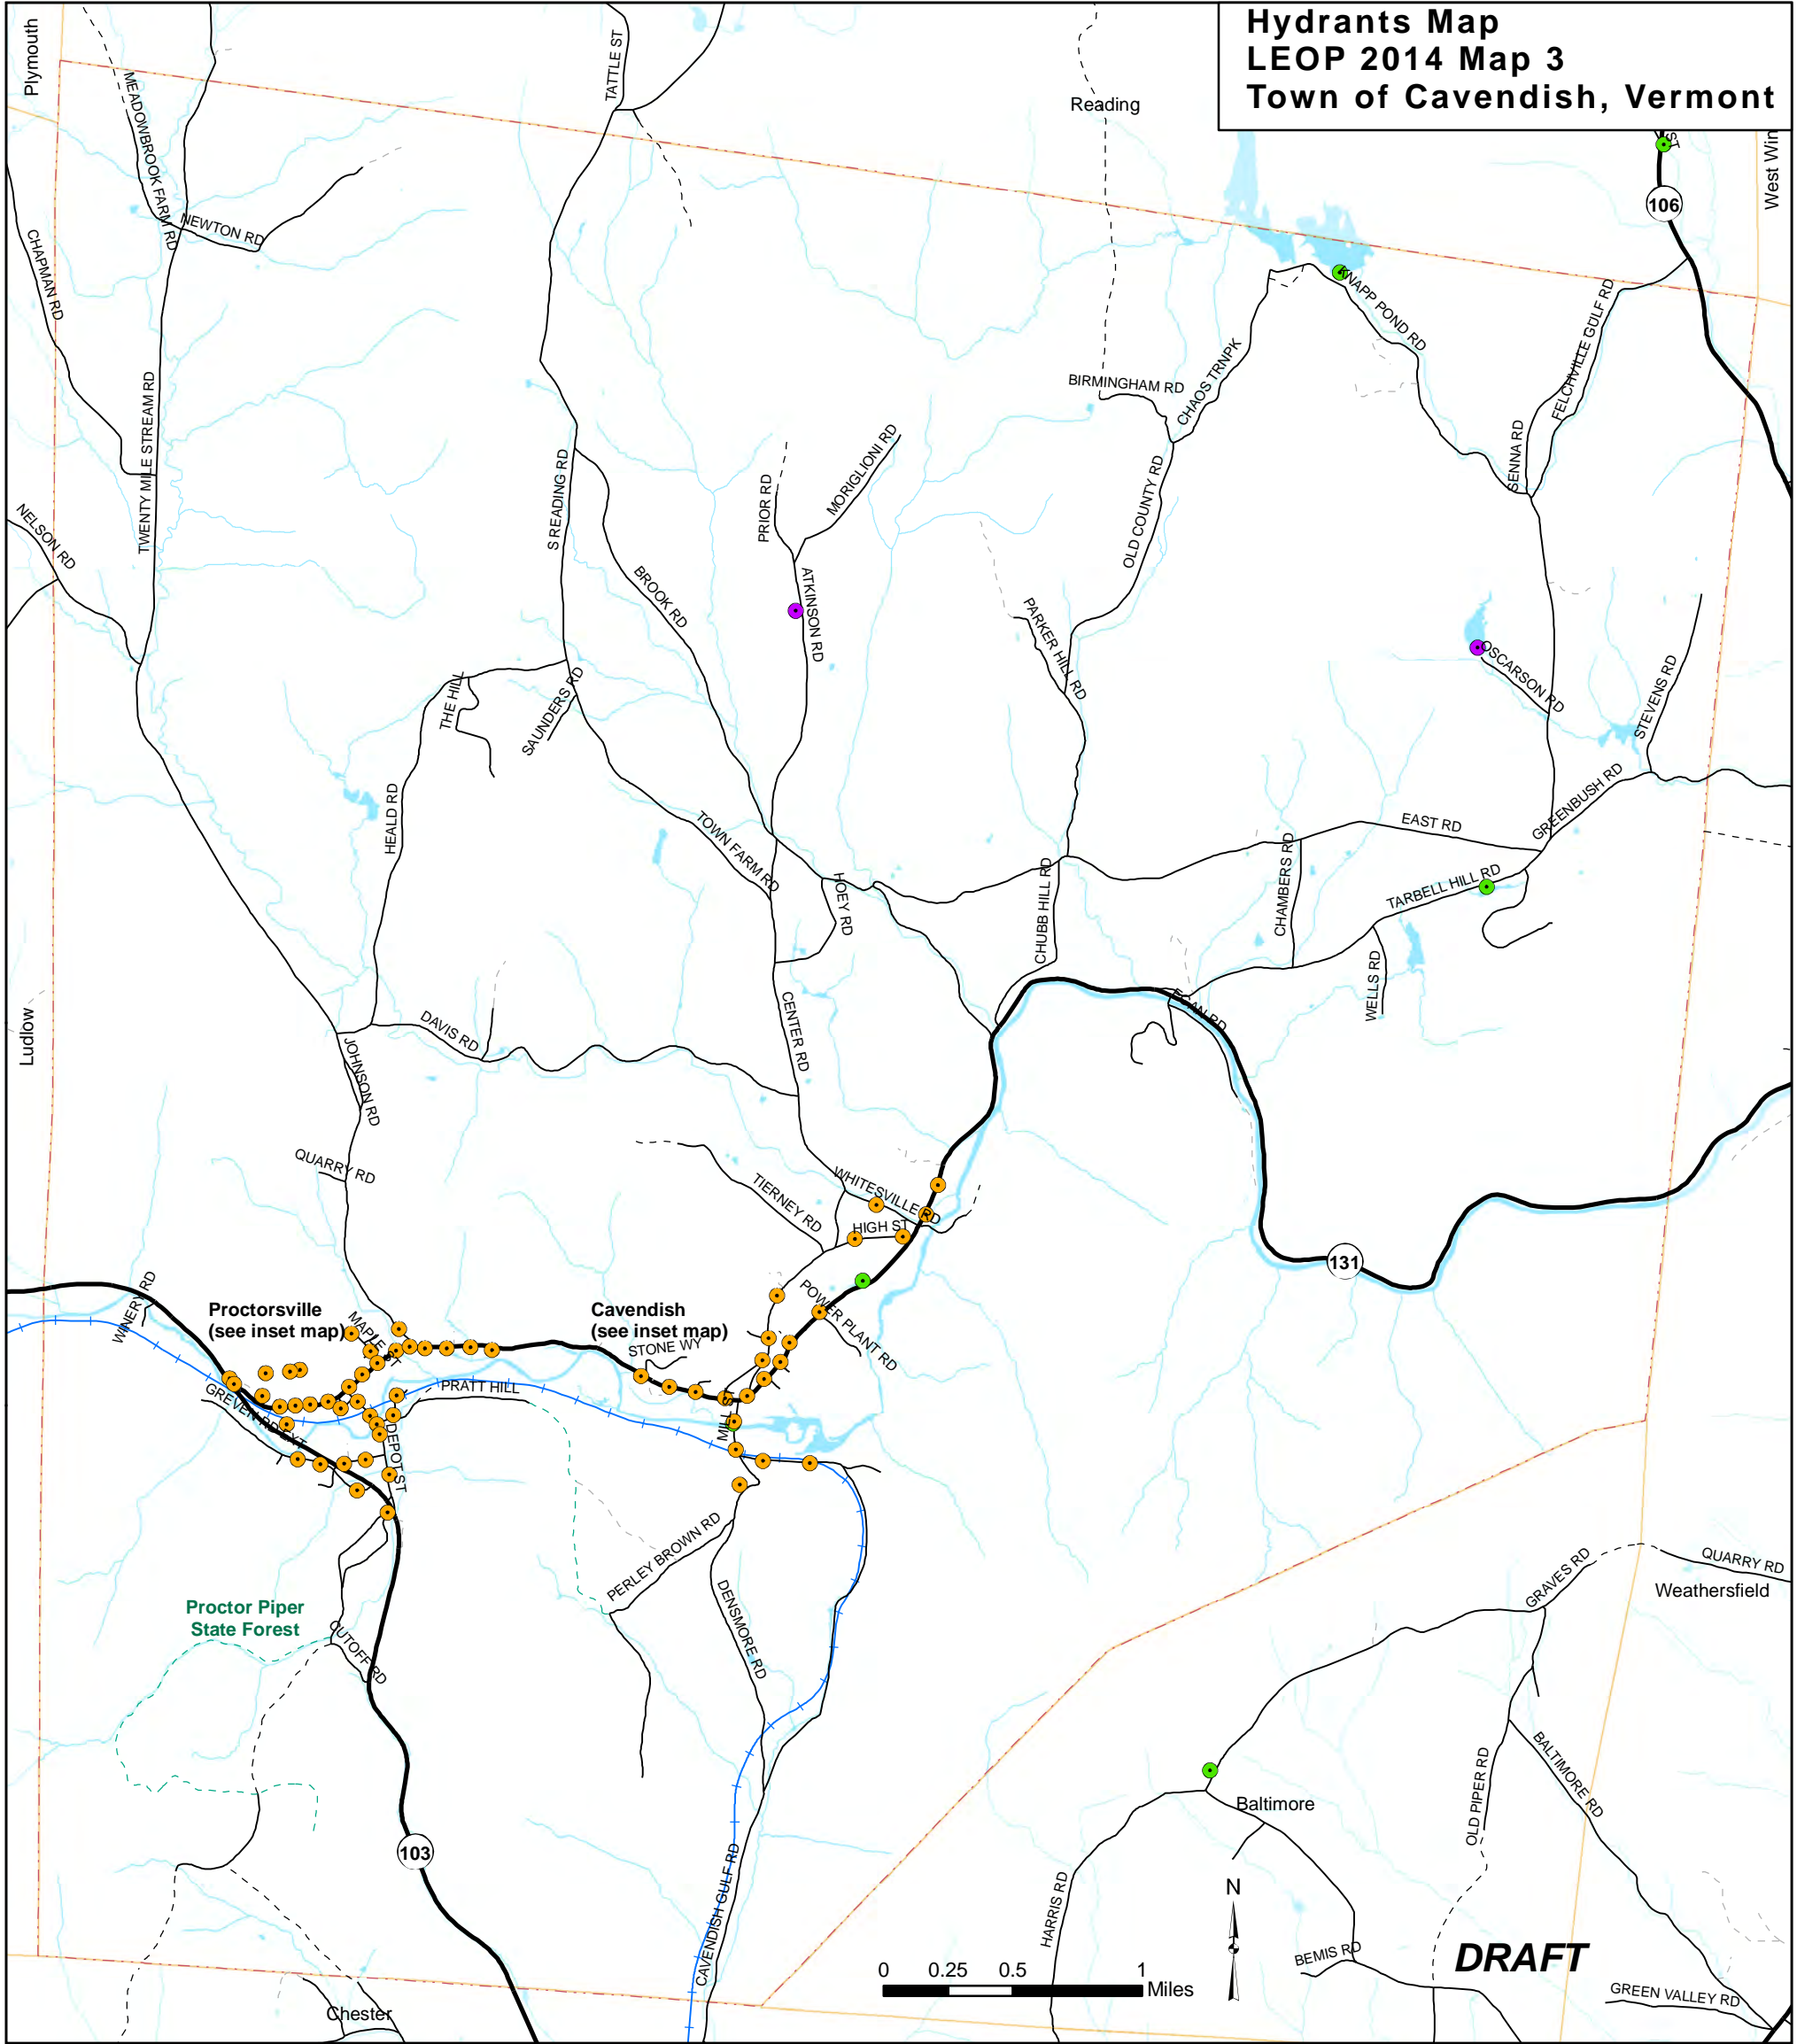 Hydrants Map
LEOP 2014 Map 3
Town of Cavendish, Vermont
Plymouth
TATTLE ST
Reading
ST
West Win
106
MEADOWBROOK FARM RD
NEWTON RD
CHAPMAN RD
KNAPP POND RD
FELCHVILLE GULF RD
BIRMINGHAM RD
CHAOS TRNPK
TWENTY MILE STREAM RD
S READING RD
PRIOR RD
MORIGLIONI RD
OLD COUNTY RD
SENNA RD
NELSON RD
BROOK RD
ATKINSON RD
PARKER HILL RD
OSCARSON RD
STEVENS RD
THE HILL
SAUNDERS RD
HEALD RD
TOWN FARM RD
HOEY RD
CHUBB HILL RD
CHAMBERS RD
EAST RD
GREENBUSH RD
TARBELL HILL RD
WELLS RD
EGAN RD
Ludlow
DAVIS RD
CENTER RD
JOHNSON RD
QUARRY RD
TIERNEY RD
WHITESVILLE RD
HIGH ST
131
WINERY RD
Proctorsville
(see inset map)
MAPLE ST
Cavendish
(see inset map)
STONE WY
POWER PLANT RD
GREVEN RD EXT
PRATT HILL
MILL ST
DEPOT ST
PERLEY BROWN RD
DENSMORE RD
Proctor Piper
State Forest
CUTOFF RD
GRAVES RD
QUARRY RD
Weathersfield
OLD PIPER RD
BALTIMORE RD
Baltimore
103
CAVENDISH GULF RD
HARRIS RD
N
BEMIS RD
DRAFT
0 0.25 0.5 1
Miles
GREEN VALLEY RD
Chester